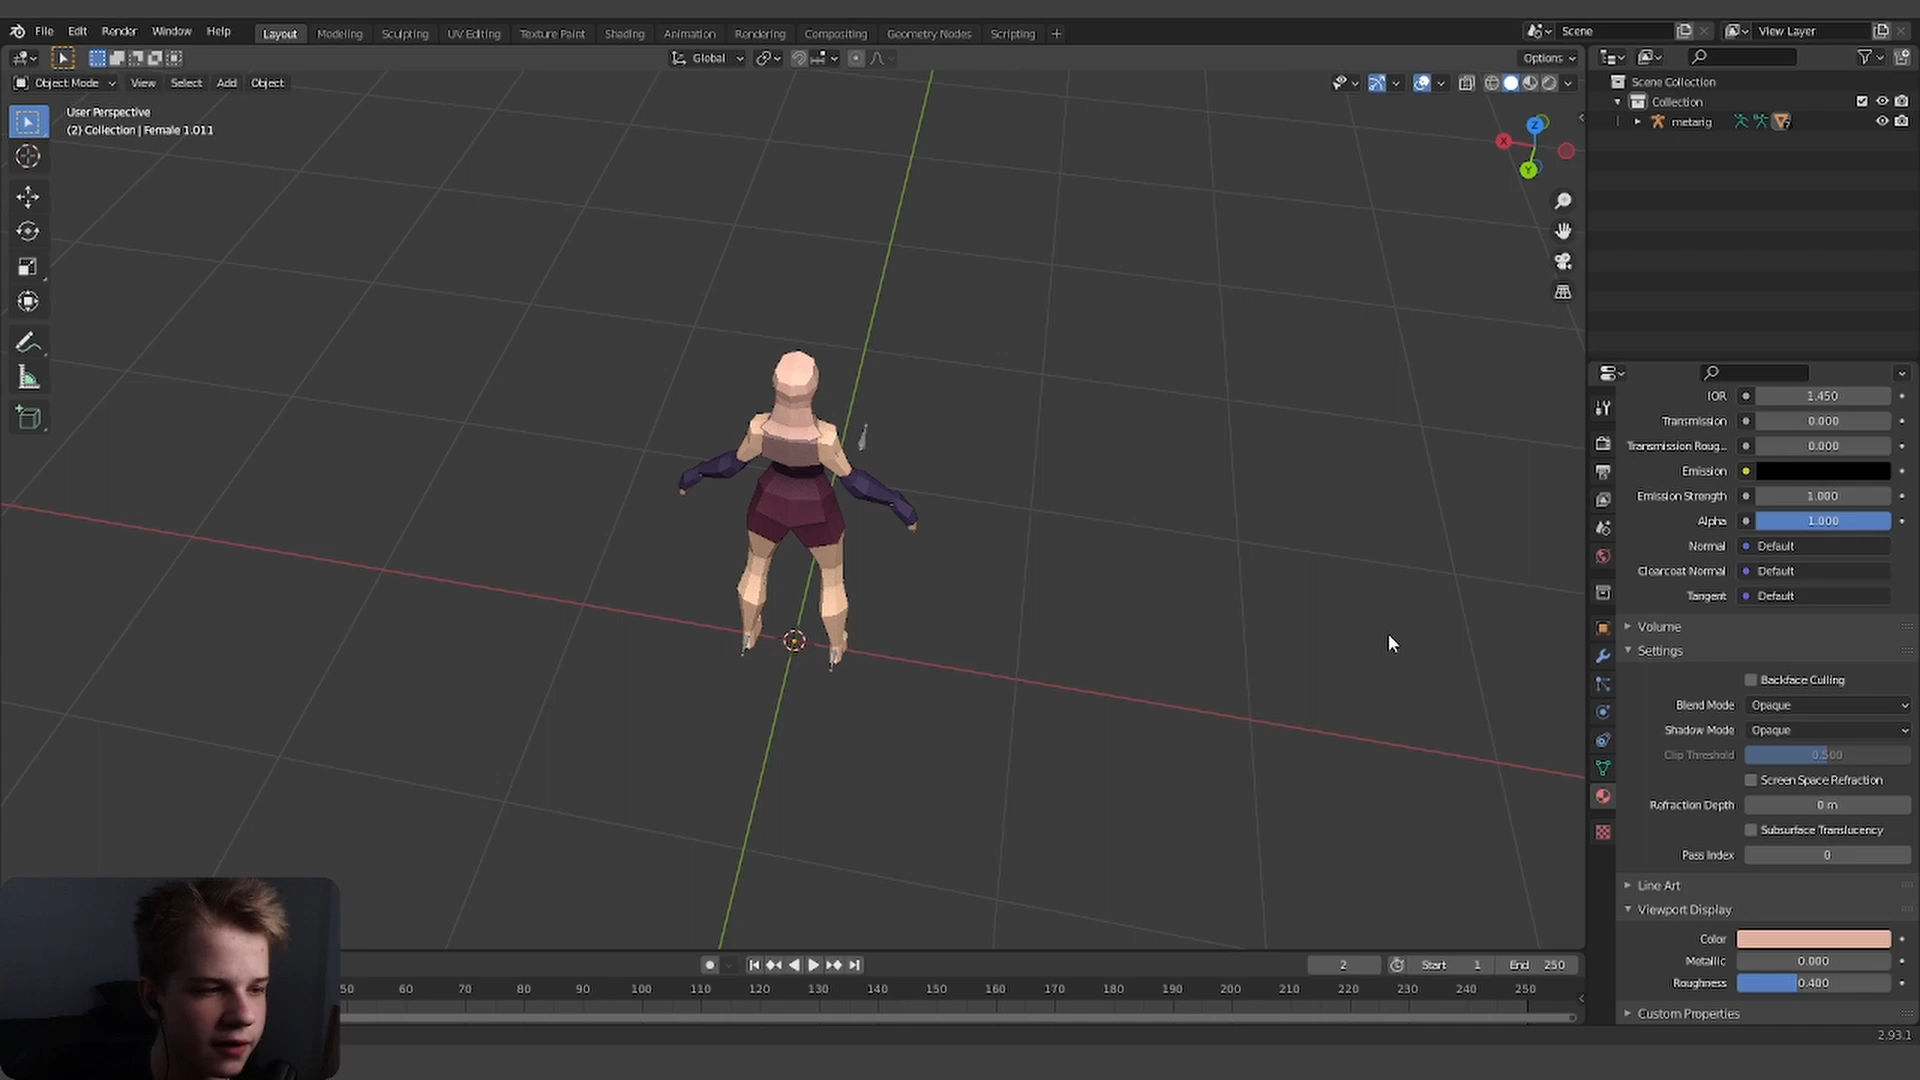 File Edit Render Window Help Layout Modeling Sculpting UV Editing Texture Paint Shading Animation Rendering Compositing Geometry Nodes Scripting + Scene View Layer
Global Options
Object Mode View Select Add Object
User Perspective
(2) Collection | Female 1.011
Z
X
Y
Scene Collection
Collection
metarig
IOR 1.450
Transmission 0.000
Transmission Roug... 0.000
Emission
Emission Strength 1.000
Alpha 1.000
Normal Default
Clearcoat Normal Default
Tangent Default
Volume
Settings
Backface Culling
Blend Mode Opaque
Shadow Mode Opaque
Clip Threshold 0.500
Screen Space Refraction
Refraction Depth 0 m
Subsurface Translucency
Pass Index 0
Line Art
Viewport Display
Color
Metallic 0.000
Roughness 0.400
Custom Properties
2 Start 1 End 250
50 60 70 80 90 100 110 120 130 140 150 160 170 180 190 200 210 220 230 240 250
2.93.1